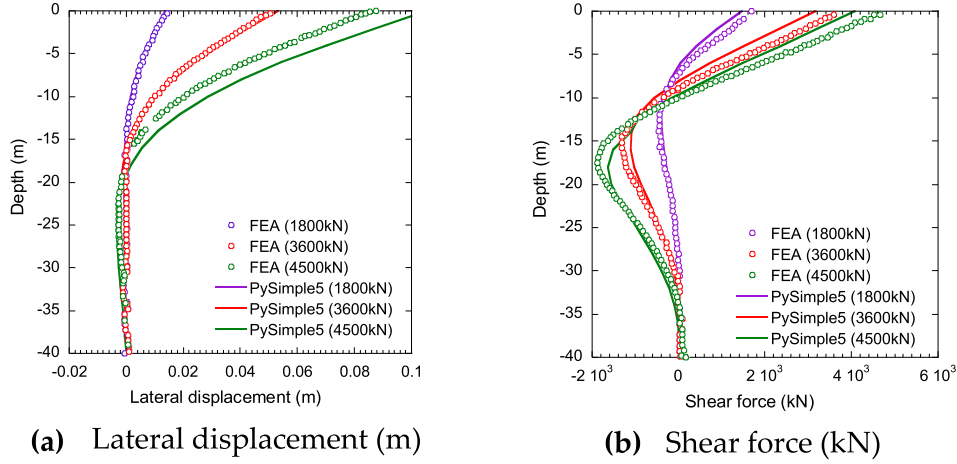 0
-5
-10
-15
-20
-25
-30
-35
-40
Depth (m)
FEA (1800kN)
FEA (3600kN)
FEA (4500kN)
PySimple5 (1800kN)
PySimple5 (3600kN)
PySimple5 (4500kN)
-0.02 0 0.02 0.04 0.06 0.08 0.1
Lateral displacement (m)
(a) Lateral displacement (m)
0
-5
-10
-15
-20
-25
-30
-35
-40
Depth (m)
FEA (1800kN)
FEA (3600kN)
FEA (4500kN)
PySimple5 (1800kN)
PySimple5 (3600kN)
PySimple5 (4500kN)
-2 10³ 0 2 10³ 4 10³ 6 10³
Shear force (kN)
(b) Shear force (kN)